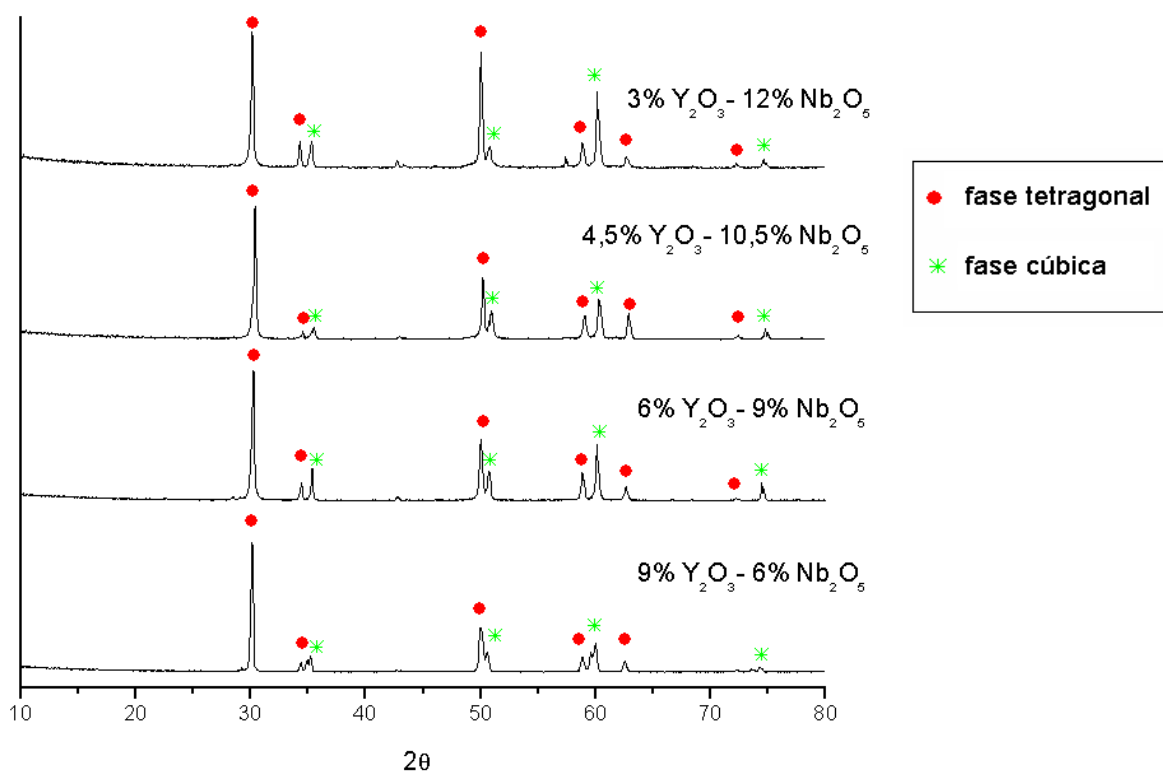 3% Y₂O₃ - 12% Nb₂O₅
4,5% Y₂O₃ - 10,5% Nb₂O₅
6% Y₂O₃ - 9% Nb₂O₅
9% Y₂O₃ - 6% Nb₂O₅
10 20 30 40 50 60 70 80
2θ
fase tetragonal
fase cúbica